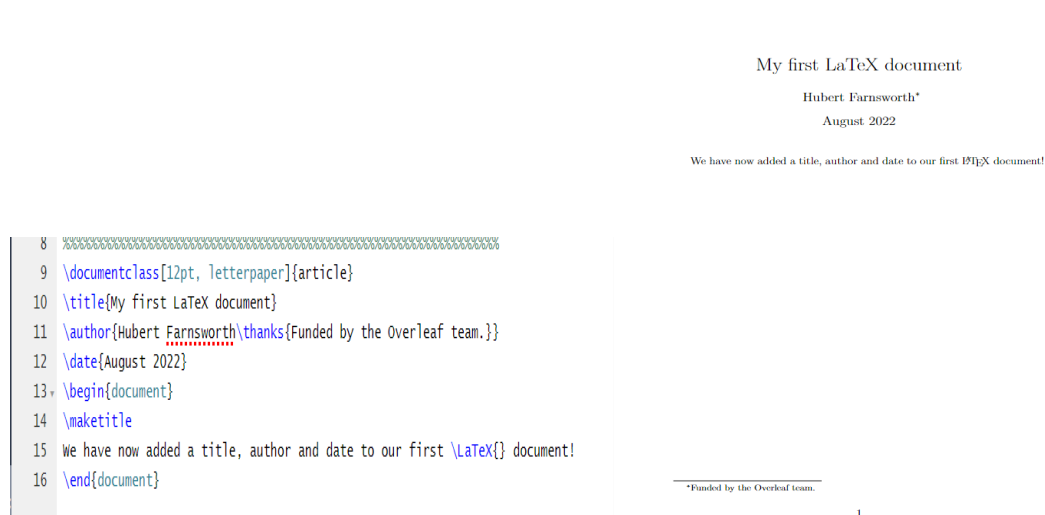 My first LaTeX document
Hubert Farnsworth*
August 2022
We have now added a title, author and date to our first LATEX document!
8 %%%%%%%%%%%%%%%%%%%%%%%%%%%%%%%%%%%%%%%%%%%%%%%%%%%%%%%%%%%%%%
9 \documentclass[12pt, letterpaper]{article}
10 \title{My first LaTeX document}
11 \author{Hubert Farnsworth\thanks{Funded by the Overleaf team.}}
12 \date{August 2022}
13 \begin{document}
14 \maketitle
15 We have now added a title, author and date to our first \LaTeX{} document!
16 \end{document}
*Funded by the Overleaf team.
1